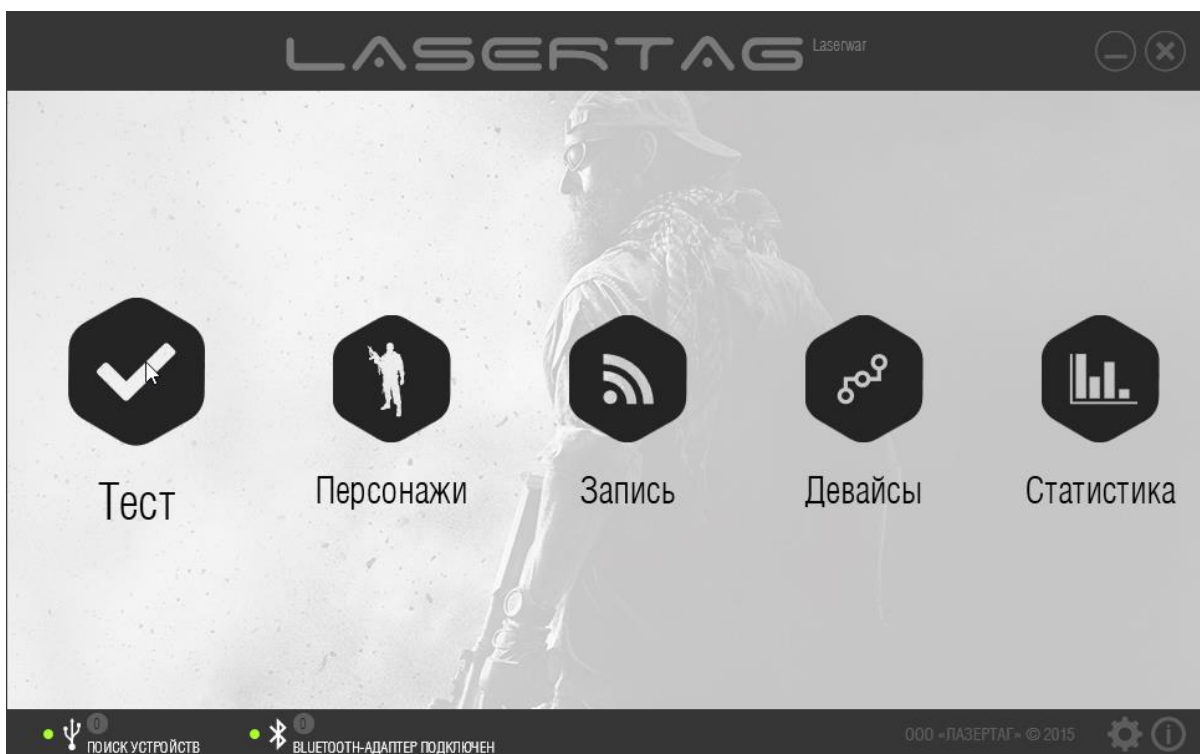 LASERTAG Laserwar
Тест
Персонажи
Запись
Девайсы
Статистика
0
ПОИСК УСТРОЙСТВ
0
BLUETOOTH-АДАПТЕР ПОДКЛЮЧЕН
ООО «ЛАЗЕРТАГ» © 2015